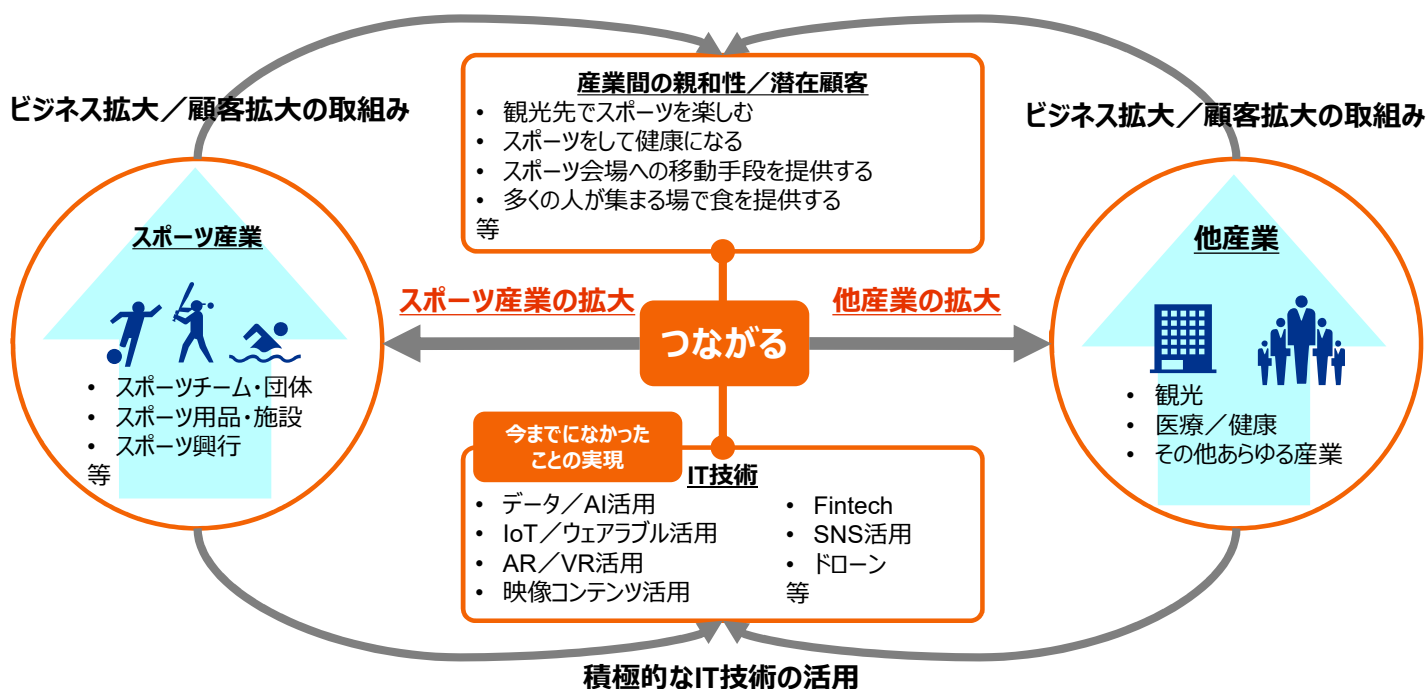 産業間の親和性／潜在顧客
• 観光先でスポーツを楽しむ
• スポーツをして健康になる
• スポーツ会場への移動手段を提供する
• 多くの人が集まる場で食を提供する
等
ビジネス拡大／顧客拡大の取組み
ビジネス拡大／顧客拡大の取組み
スポーツ産業
• スポーツチーム・団体
• スポーツ用品・施設
• スポーツ興行
等
スポーツ産業の拡大
つながる
他産業の拡大
他産業
• 観光
• 医療／健康
• その他あらゆる産業
今までになかった
ことの実現
IT技術
• データ／AI活用
• IoT／ウェアラブル活用
• AR／VR活用
• 映像コンテンツ活用
• Fintech
• SNS活用
• ドローン
等
積極的なIT技術の活用